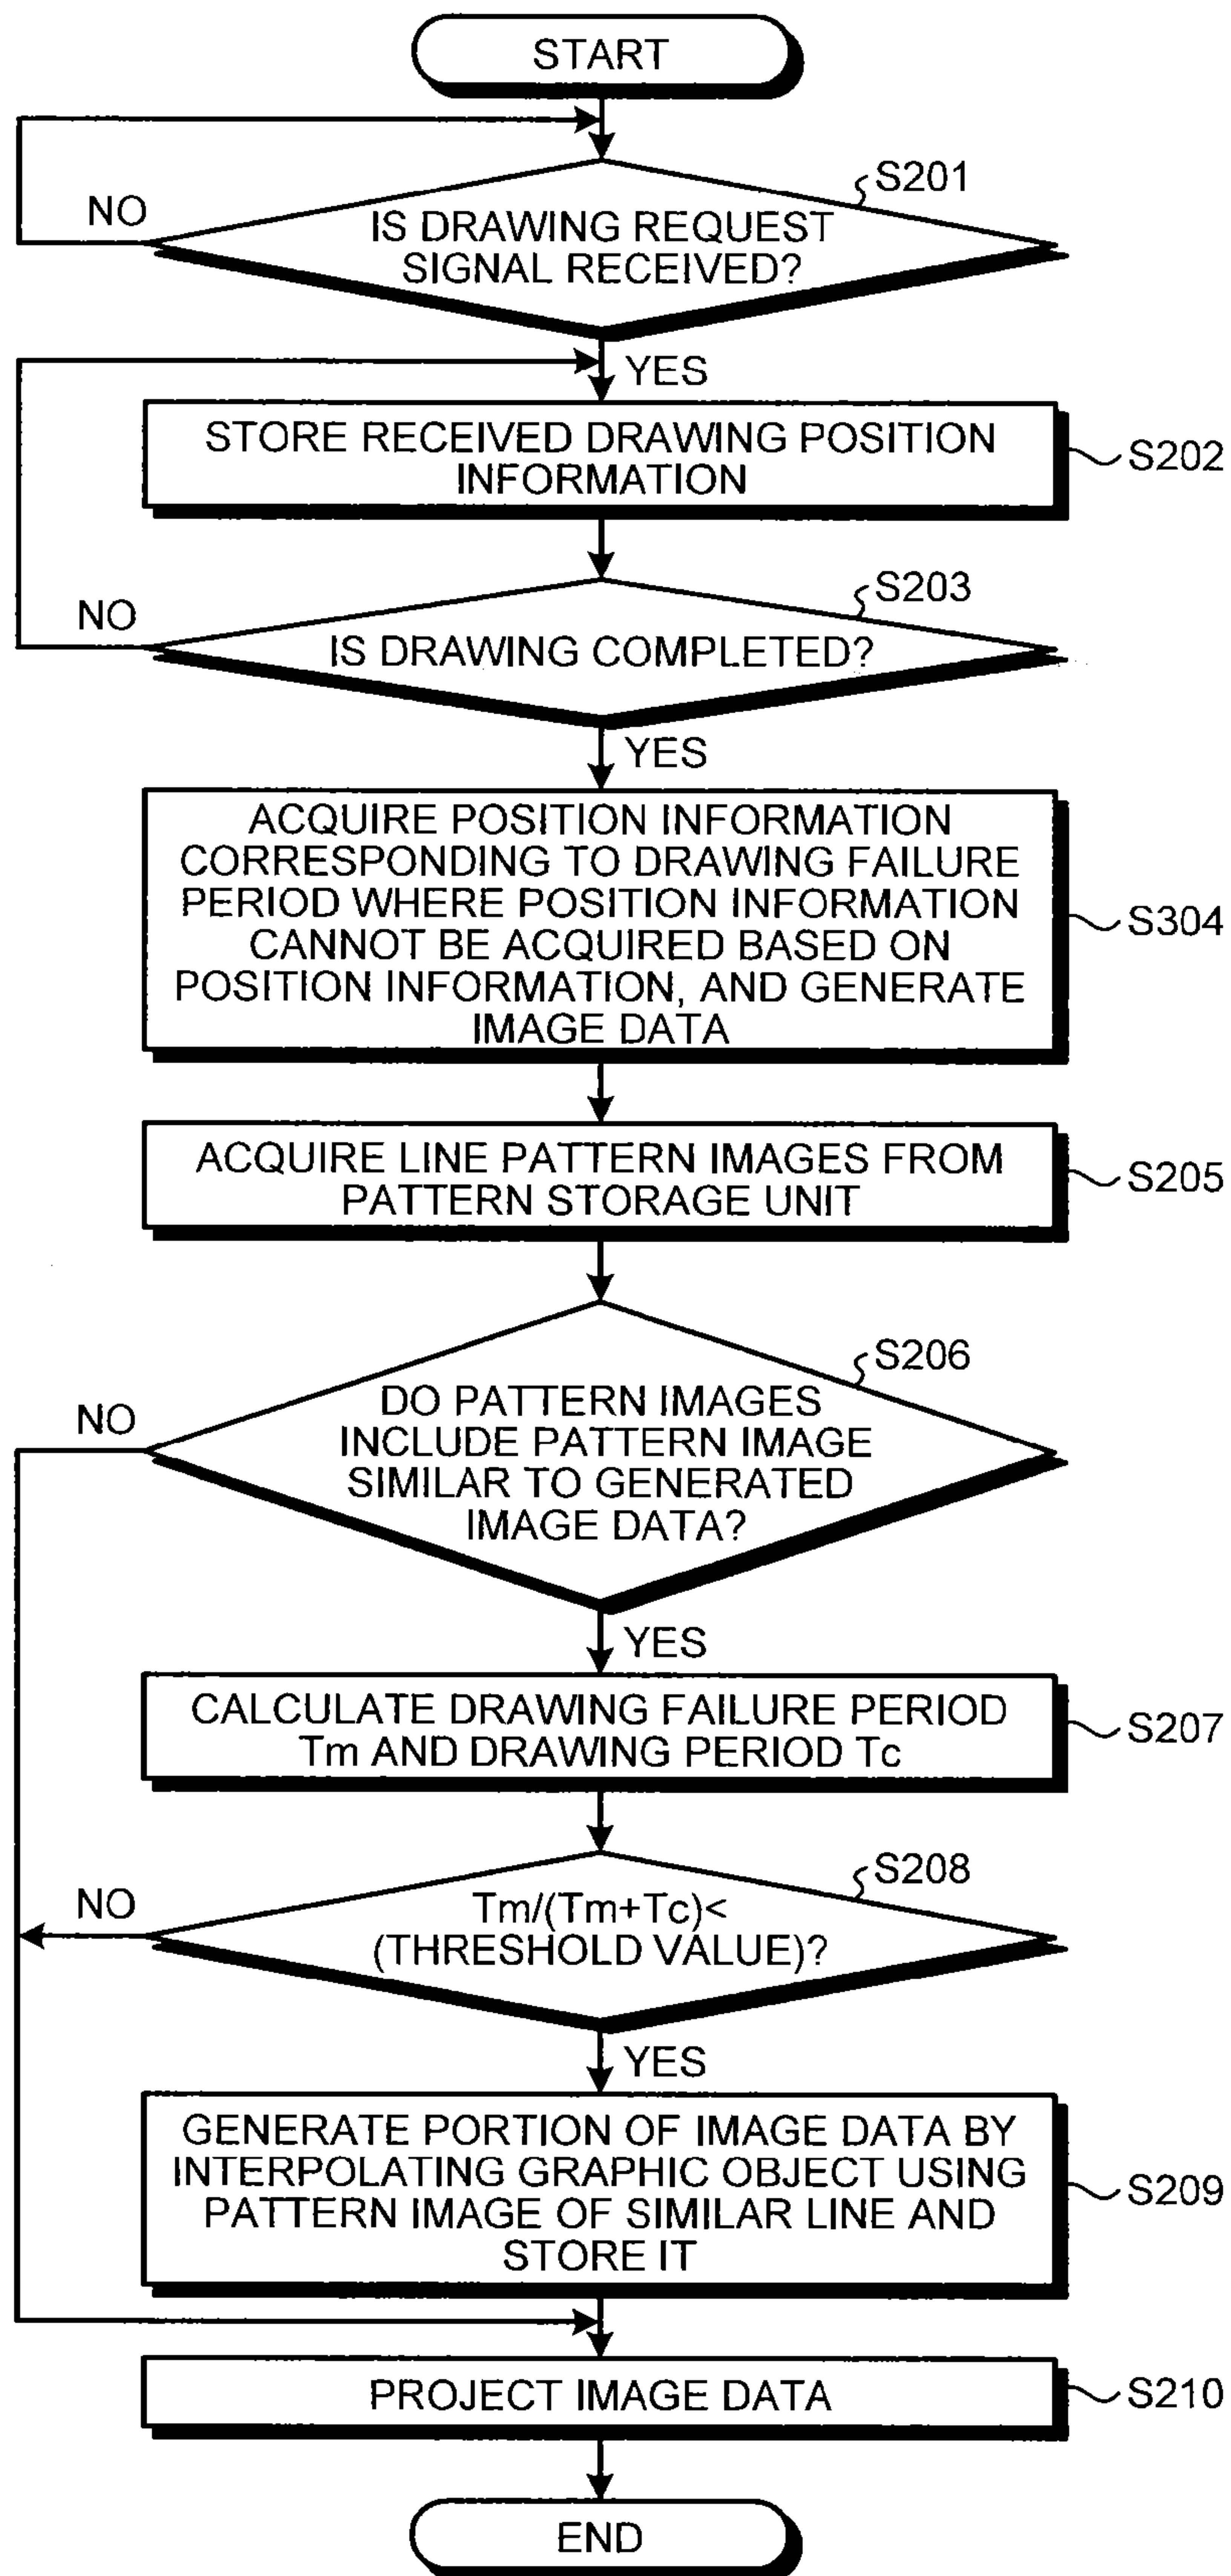 START
S201
NO
IS DRAWING REQUEST
SIGNAL RECEIVED?
YES
STORE RECEIVED DRAWING POSITION
INFORMATION
S202
S203
NO
IS DRAWING COMPLETED?
YES
ACQUIRE POSITION INFORMATION
CORRESPONDING TO DRAWING FAILURE
PERIOD WHERE POSITION INFORMATION
CANNOT BE ACQUIRED BASED ON
POSITION INFORMATION, AND GENERATE
IMAGE DATA
S304
ACQUIRE LINE PATTERN IMAGES FROM
PATTERN STORAGE UNIT
S205
S206
NO
DO PATTERN IMAGES
INCLUDE PATTERN IMAGE
SIMILAR TO GENERATED
IMAGE DATA?
YES
CALCULATE DRAWING FAILURE PERIOD
Tm AND DRAWING PERIOD Tc
S207
S208
NO
Tm/(Tm+Tc)<
(THRESHOLD VALUE)?
YES
GENERATE PORTION OF IMAGE DATA BY
INTERPOLATING GRAPHIC OBJECT USING
PATTERN IMAGE OF SIMILAR LINE AND
STORE IT
S209
PROJECT IMAGE DATA
S210
END